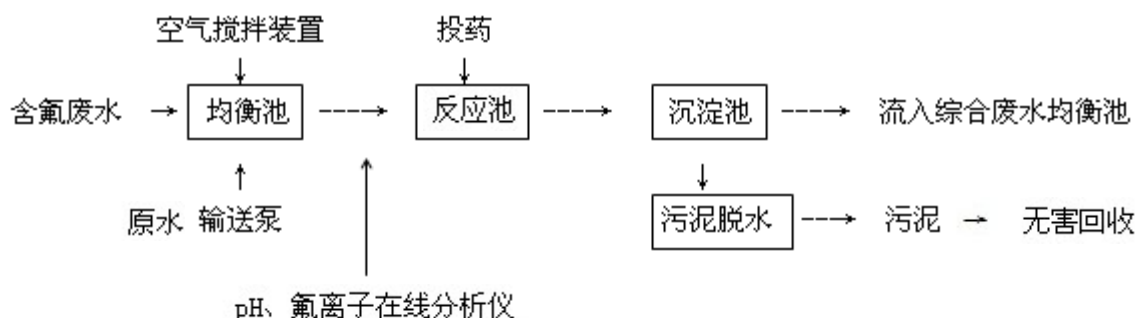 空气搅拌装置 投药
含氟废水 均衡池 反应池 沉淀池 流入综合废水均衡池
原水 输送泵 污泥脱水 污泥 无害回收
pH、氟离子在线分析仪